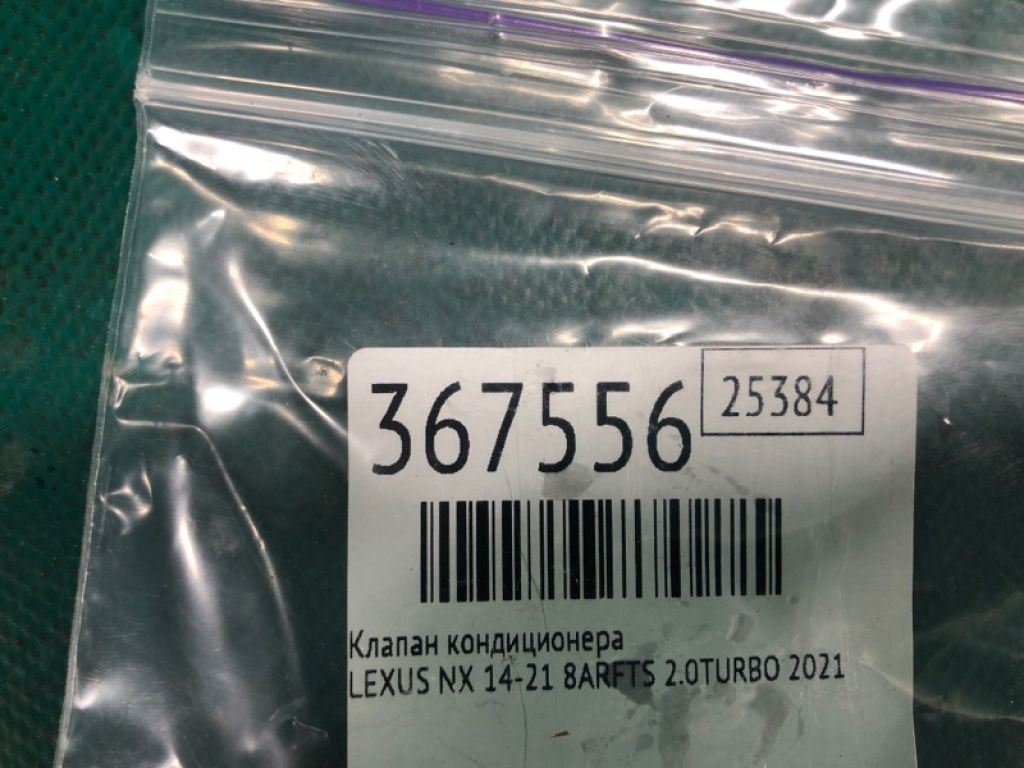 367556
25384
Клапан кондиционера
LEXUS NX 14-21 8ARFTS 2.0TURBO 2021